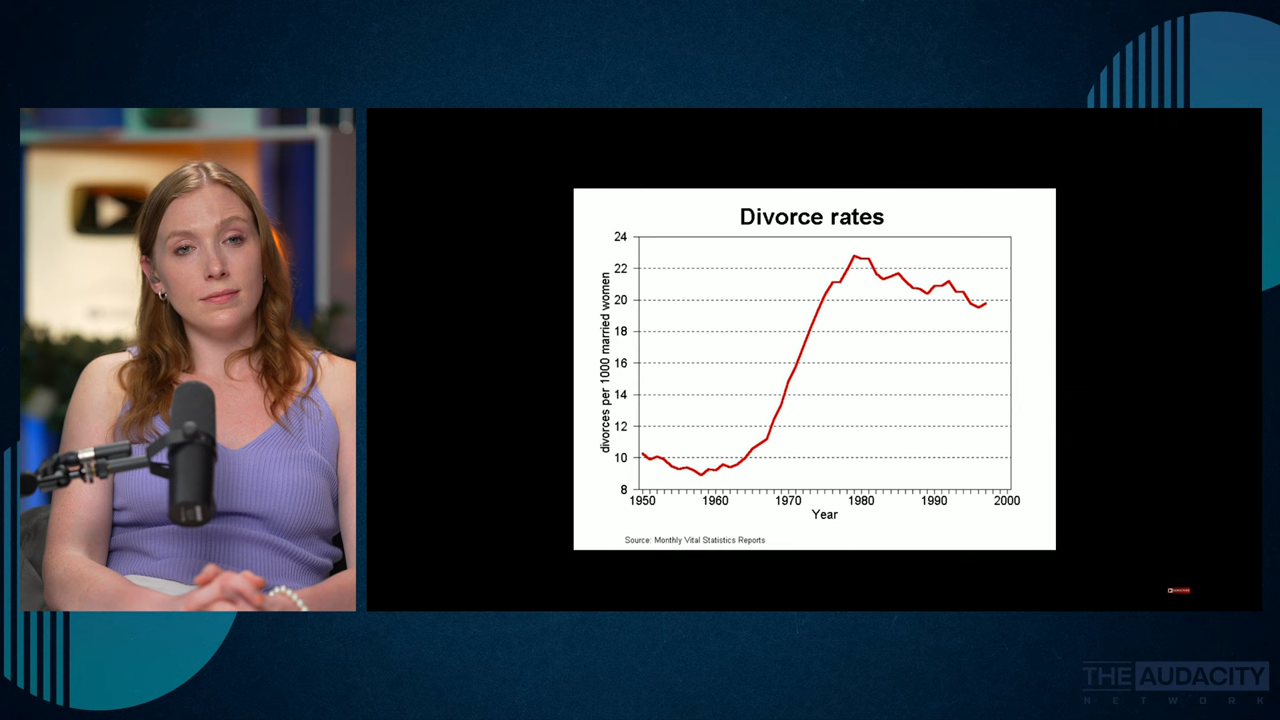 Divorce rates
24
22
20
18
16
14
12
10
8
divorces per 1000 married women
1950 1960 1970 1980 1990 2000
Year
Source: Monthly Vital Statistics Reports
THE AUDACITY
NETWORK